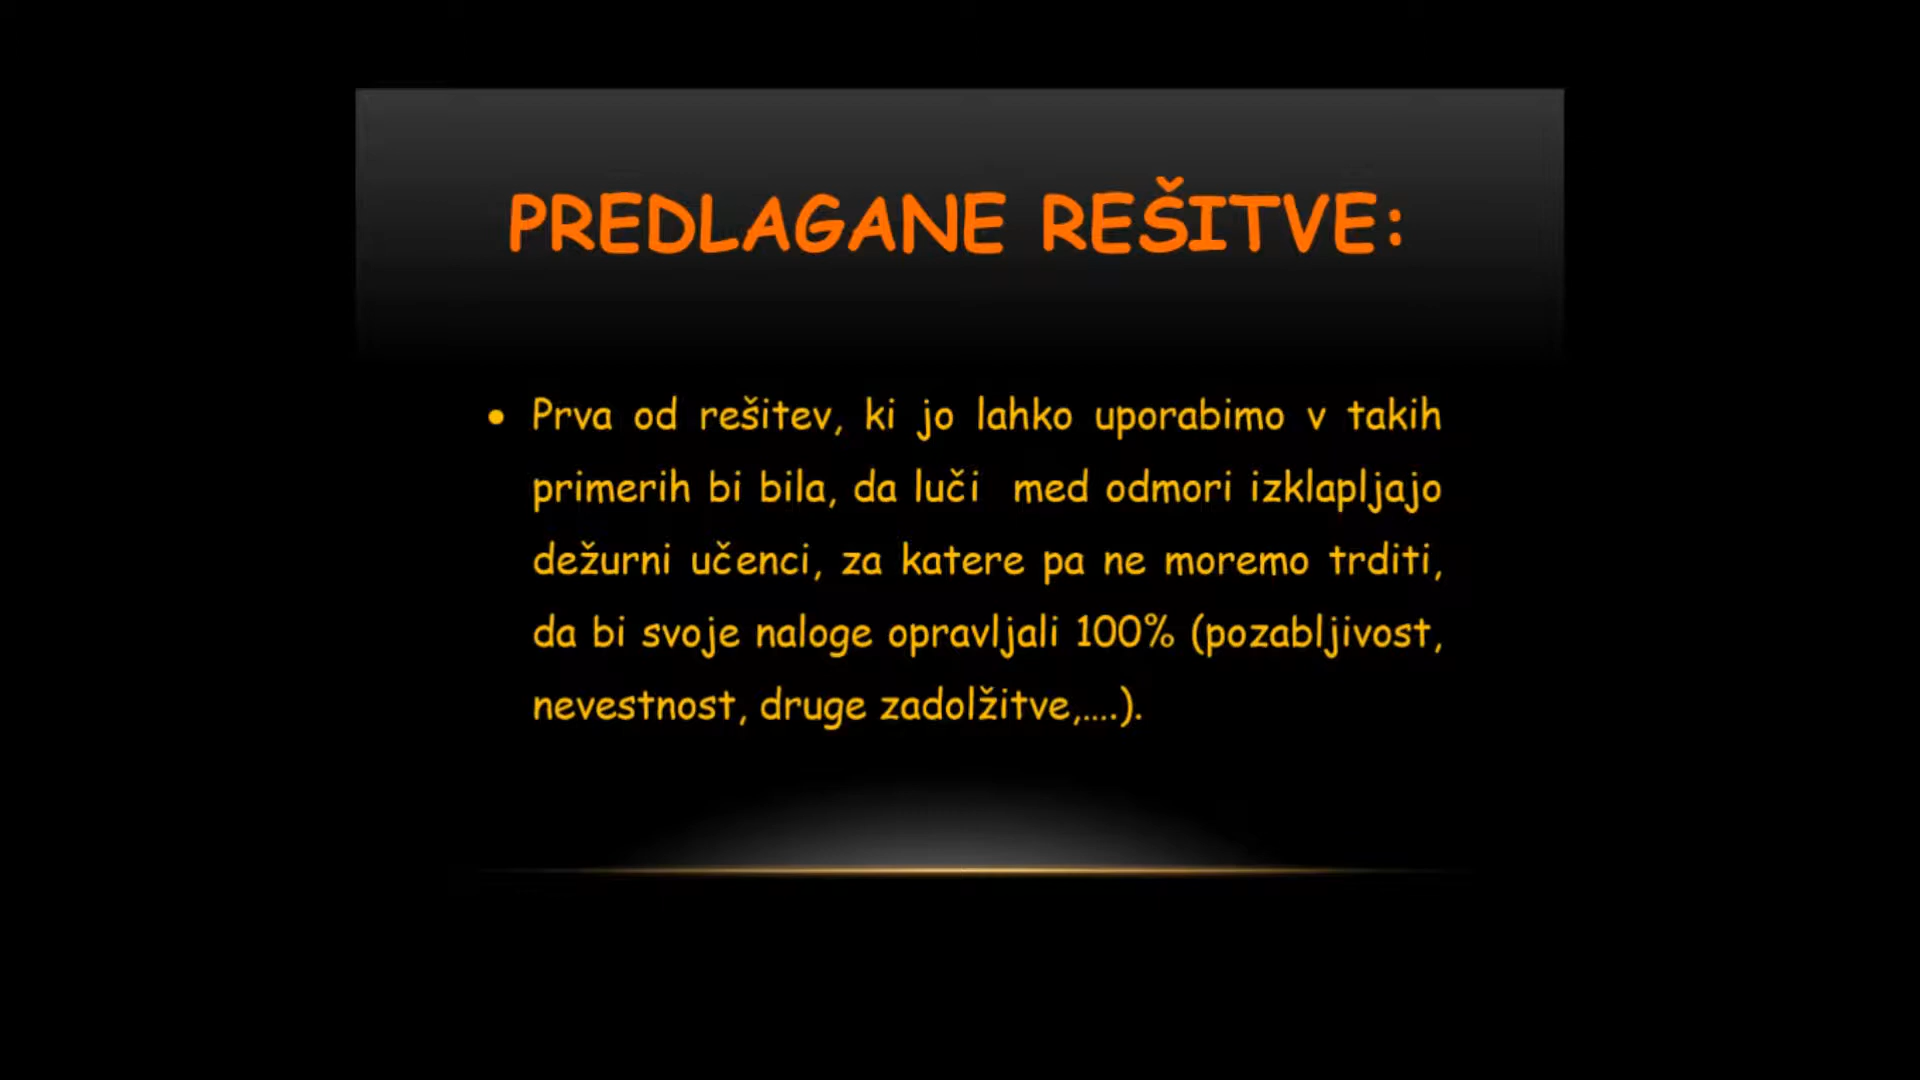 PREDLAGANE REŠITVE:
• Prva od rešitev, ki jo lahko uporabimo v takih
primerih bi bila, da luči  med odmori izklapljajo
dežurni učenci, za katere pa ne moremo trditi,
da bi svoje naloge opravljali 100% (pozabljivost,
nevestnost, druge zadolžitve,….).